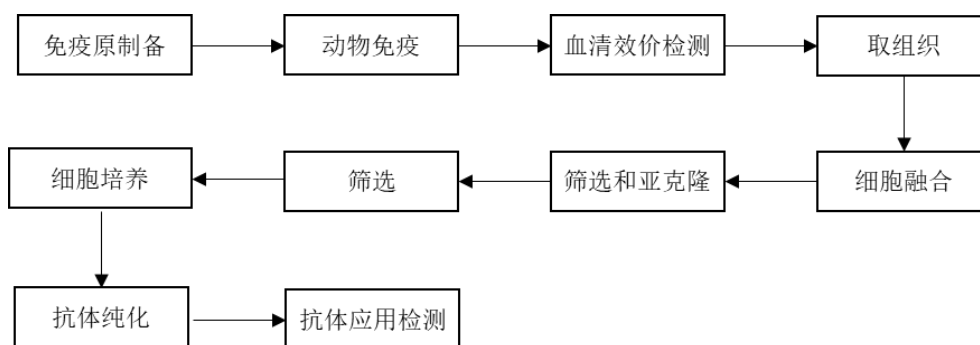 免疫原制备
动物免疫
血清效价检测
取组织
细胞融合
筛选和亚克隆
筛选
细胞培养
抗体纯化
抗体应用检测